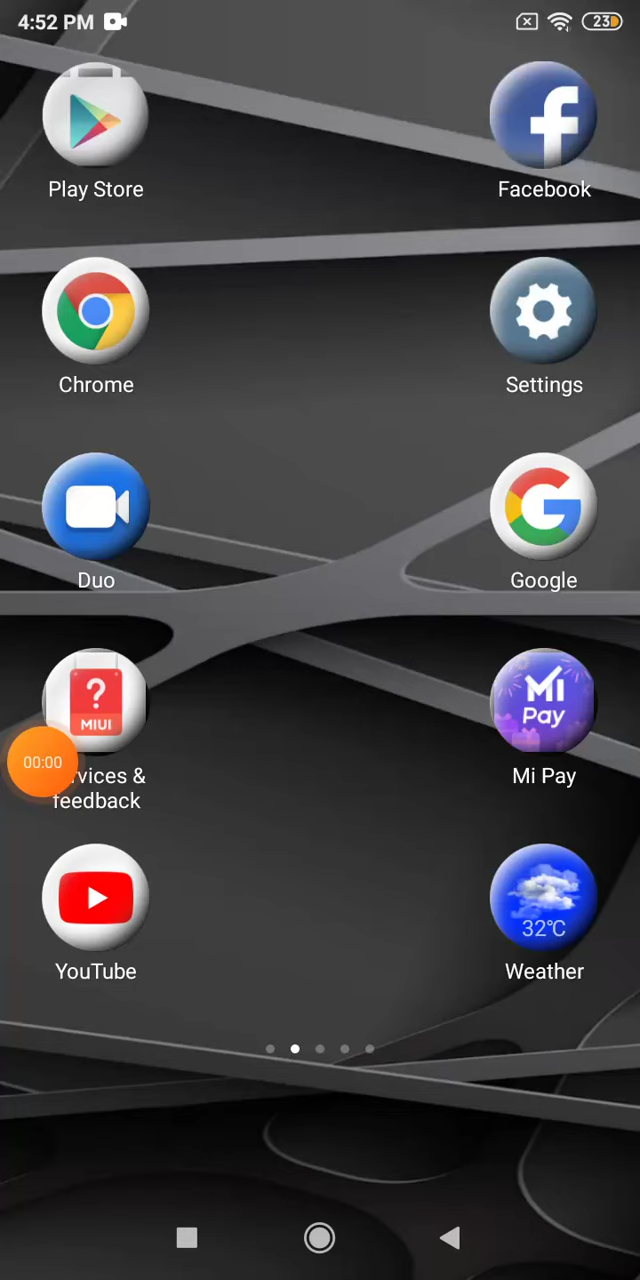 4:52 PM
23
Play Store
Facebook
Chrome
Settings
Duo
Google
?
MIUI
Mi
Pay
00:00
vices &
feedback
Mi Pay
32°C
YouTube
Weather